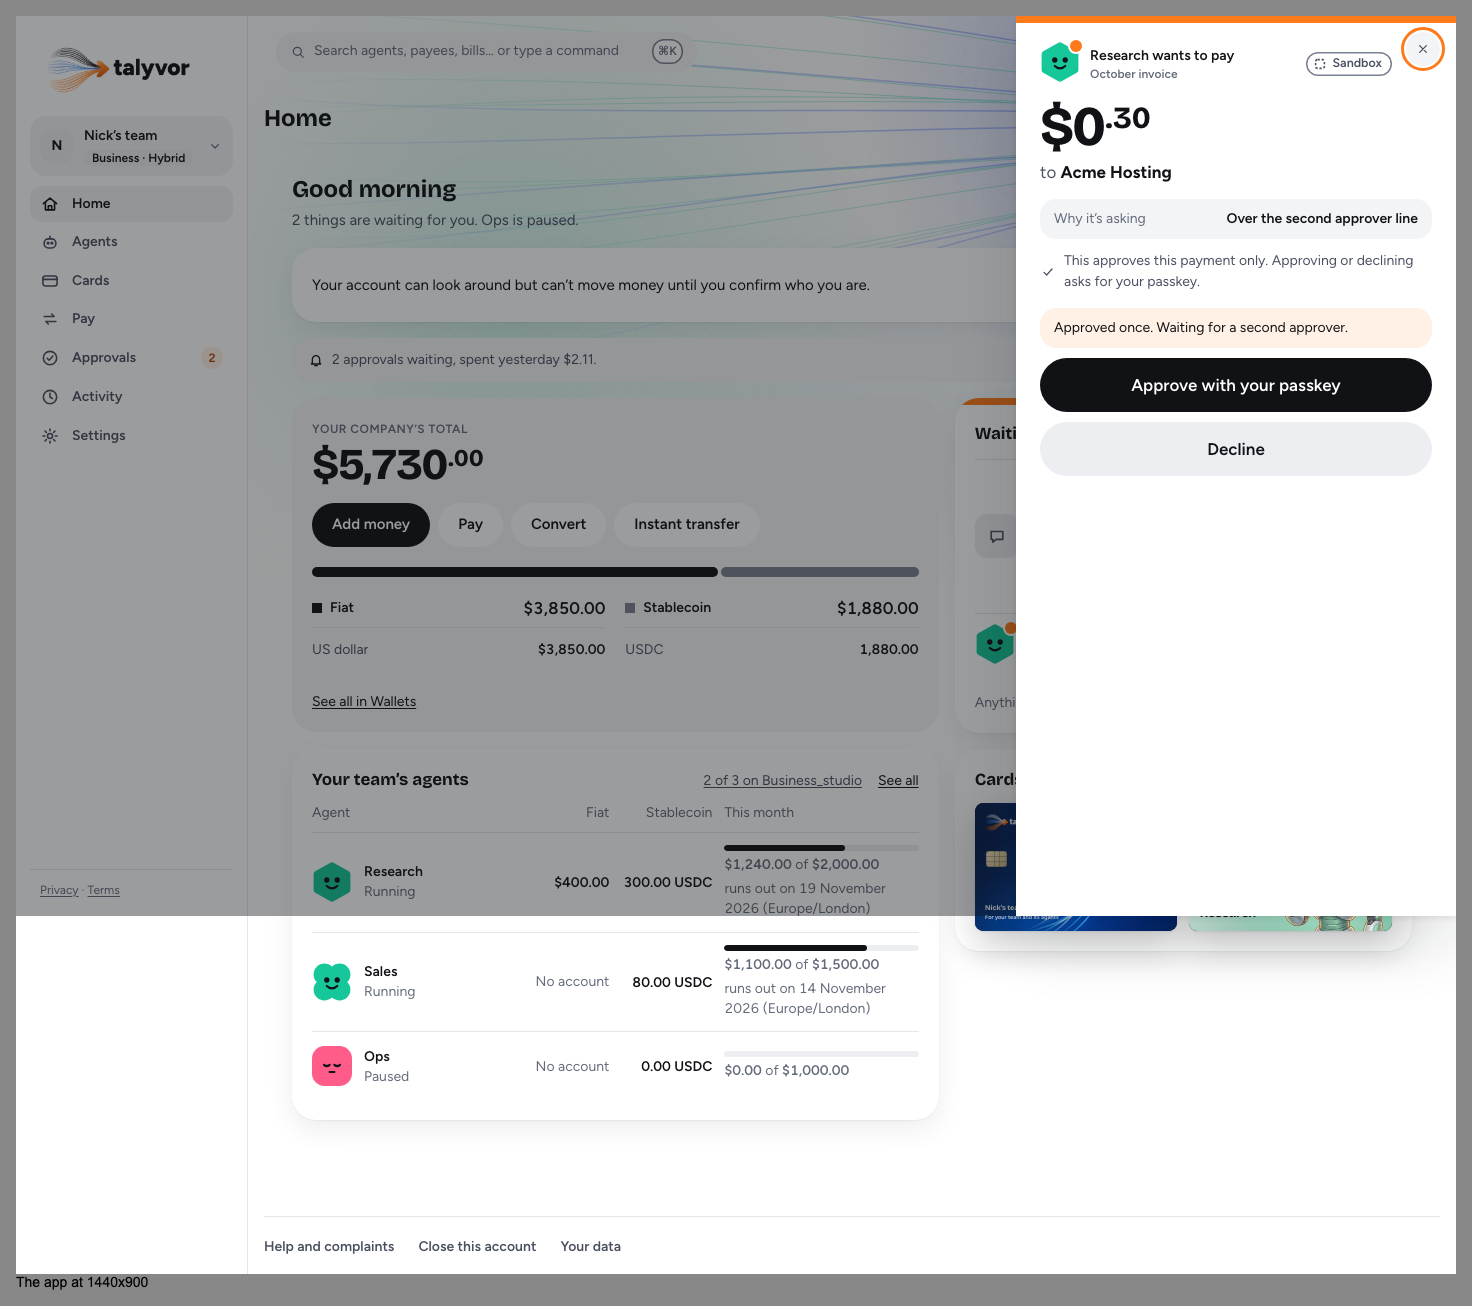 talyvor
N
Nick's team
Business · Hybrid
Home
Agents
Cards
Pay
Approvals
2
Activity
Settings
Privacy · Terms
Search agents, payees, bills... or type a command
⌘K
Home
Good morning
2 things are waiting for you. Ops is paused.
Your account can look around but can't move money until you confirm who you are.
2 approvals waiting, spent yesterday $2.11.
YOUR COMPANY'S TOTAL
$5,730.00
Add money
Pay
Convert
Instant transfer
Fiat
$3,850.00
Stablecoin
$1,880.00
US dollar
$3,850.00
USDC
1,880.00
See all in Wallets
Your team's agents
2 of 3 on Business_studio
See all
Agent
Fiat
Stablecoin
This month
Research
Running
$400.00
300.00 USDC
$1,240.00 of $2,000.00
runs out on 19 November
2026 (Europe/London)
Sales
Running
No account
80.00 USDC
$1,100.00 of $1,500.00
runs out on 14 November
2026 (Europe/London)
Ops
Paused
No account
0.00 USDC
$0.00 of $1,000.00
Waiti
Anythi
Cards
ta
Nick's te
For your team and its agents
Research wants to pay
October invoice
Sandbox
$0.30
to Acme Hosting
Why it's asking
Over the second approver line
This approves this payment only. Approving or declining
asks for your passkey.
Approved once. Waiting for a second approver.
Approve with your passkey
Decline
Help and complaints
Close this account
Your data
The app at 1440x900